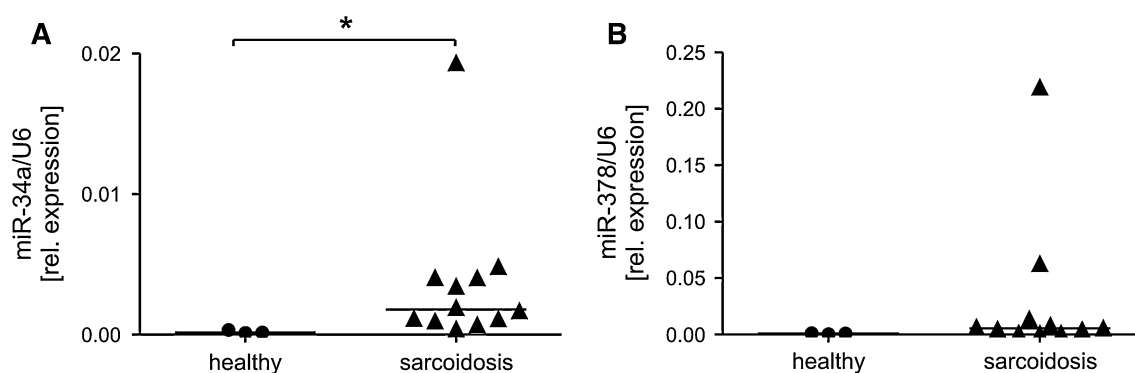 A
*
0.02
0.01
0.00
miR-34a/U6
[rel. expression]
healthy
sarcoidosis
B
0.25
0.20
0.15
0.10
0.05
0.00
miR-378/U6
[rel. expression]
healthy
sarcoidosis